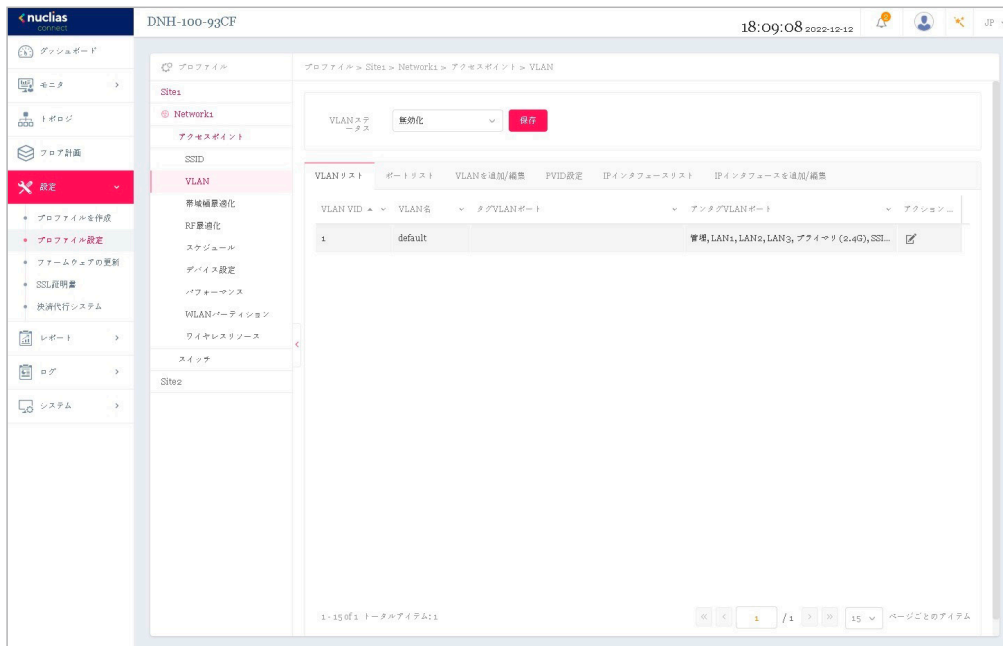 nuclias
connect
DNH-100-93CF
18:09:08 2022-12-12
2
JP
ダッシュボード
モニタ
トポロジ
フロア計画
設定
プロファイルを作成
プロファイル設定
ファームウェアの更新
SSL証明書
決済代行システム
レポート
ログ
システム
プロファイル
Site1
Network1
アクセスポイント
SSID
VLAN
帯域幅最適化
RF最適化
スケジュール
デバイス設定
パフォーマンス
WLANパーティション
ワイヤレスリソース
スイッチ
Site2
プロファイル > Site1 > Network1 > アクセスポイント > VLAN
VLANステ
ータス
無効化
保存
VLANリスト ポートリスト VLANを追加/編集 PVID設定 IPインタフェースリスト IPインタフェースを追加/編集
VLAN VID VLAN名 タグVLANポート アンタグVLANポート アクション ...
1 default 管理, LAN1, LAN2, LAN3, プライマリ (2.4G), SSI...
1 - 15 of 1 トータルアイテム: 1
1 / 1 15 ページごとのアイテム